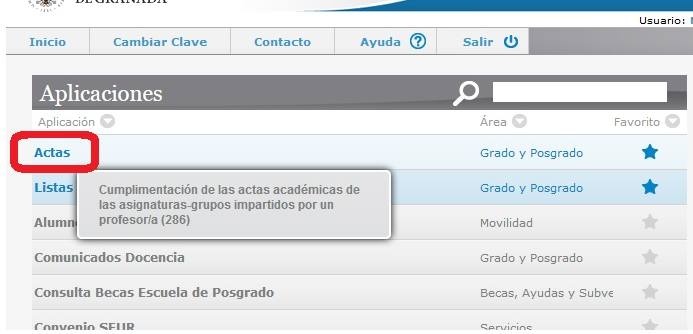 DE GRANADA
Usuario:
Inicio
Cambiar Clave
Contacto
Ayuda ?
Salir
Aplicaciones
Aplicación
Área
Favorito
Actas
Grado y Posgrado
Listas
Grado y Posgrado
Cumplimentación de las actas académicas de
las asignaturas-grupos impartidos por un
profesor/a (286)
Alumn
Movilidad
Comunicados Docencia
Grado y Posgrado
Consulta Becas Escuela de Posgrado
Becas, Ayudas y Subve
Convenio SEUR
Servicios